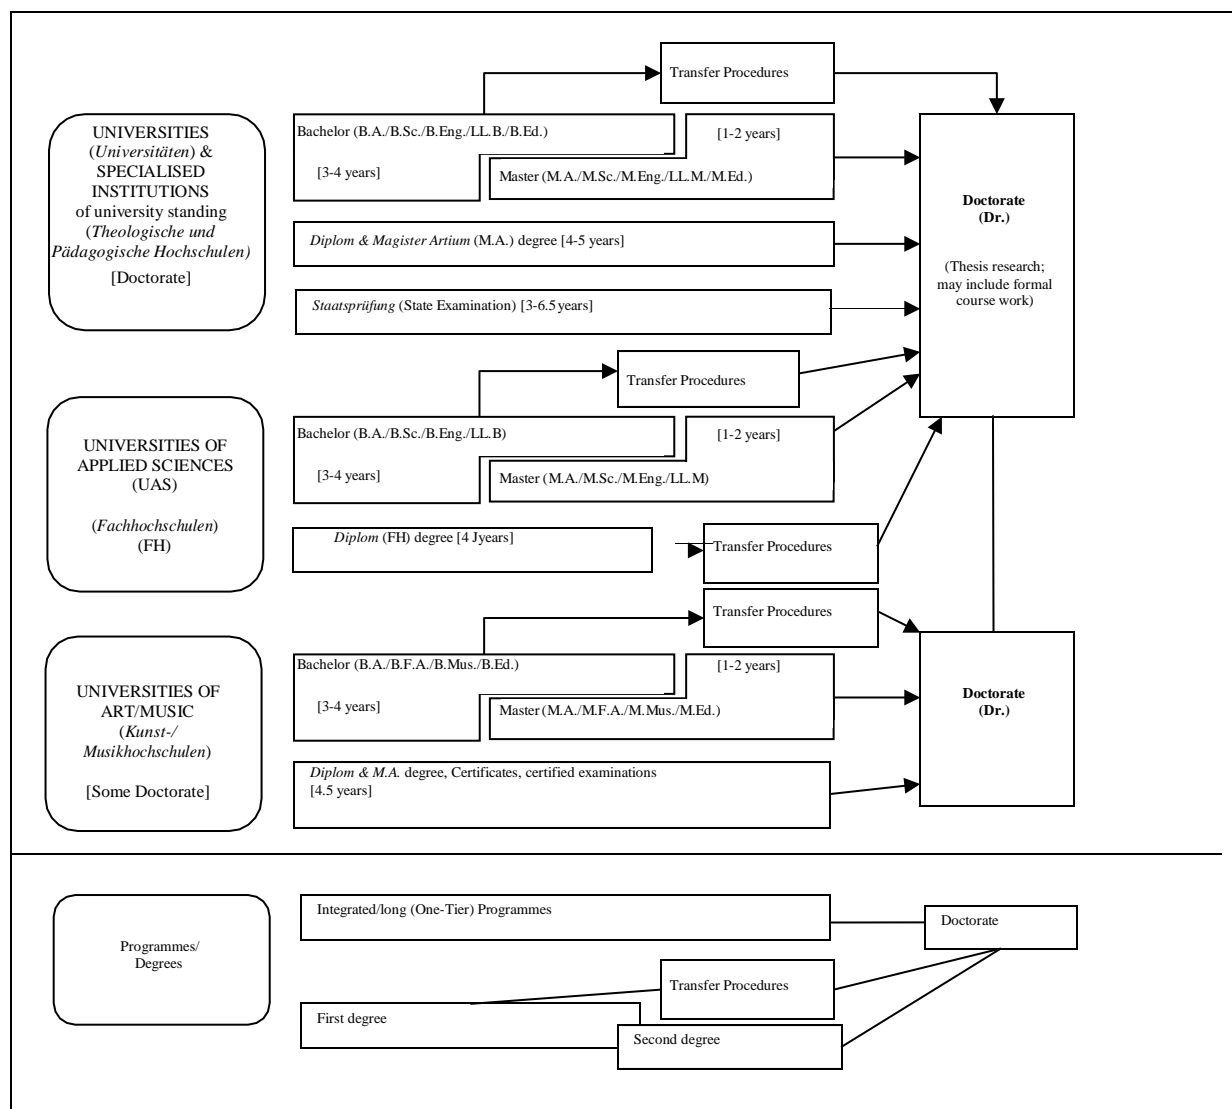 Transfer Procedures
UNIVERSITIES
(Universitäten) &
SPECIALISED
INSTITUTIONS
of university standing
(Theologische und
Pädagogische Hochschulen)
[Doctorate]
Bachelor (B.A./B.Sc./B.Eng./LL.B./B.Ed.)
[3-4 years]
[1-2 years]
Master (M.A./M.Sc./M.Eng./LL.M./M.Ed.)
Diplom & Magister Artium (M.A.) degree [4-5 years]
Staatsprüfung (State Examination) [3-6.5 years]
Doctorate
(Dr.)
(Thesis research;
may include formal
course work)
Transfer Procedures
UNIVERSITIES OF
APPLIED SCIENCES
(UAS)
(Fachhochschulen)
(FH)
Bachelor (B.A./B.Sc./B.Eng./LL.B)
[3-4 years]
[1-2 years]
Master (M.A./M.Sc./M.Eng./LL.M)
Diplom (FH) degree [4 Jyears]
Transfer Procedures
Transfer Procedures
UNIVERSITIES OF
ART/MUSIC
(Kunst-/
Musikhochschulen)
[Some Doctorate]
Bachelor (B.A./B.F.A./B.Mus./B.Ed.)
[3-4 years]
[1-2 years]
Master (M.A./M.F.A./M.Mus./M.Ed.)
Diplom & M.A. degree, Certificates, certified examinations
[4.5 years]
Doctorate
(Dr.)
Programmes/
Degrees
Integrated/long (One-Tier) Programmes
Doctorate
Transfer Procedures
First degree
Second degree